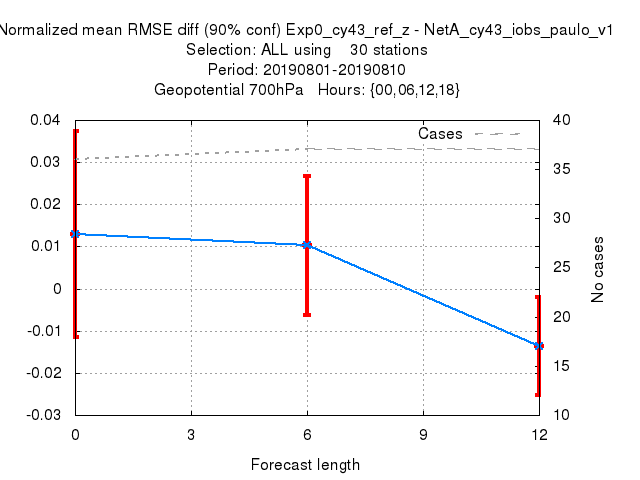 Normalized mean RMSE diff (90% conf) Exp0_cy43_ref_z - NetA_cy43_iobs_paulo_v1
Selection: ALL using 30 stations
Period: 20190801-20190810
Geopotential 700hPa Hours: {00,06,12,18}
Cases
0.04
0.03
0.02
0.01
0
-0.01
-0.02
-0.03
40
35
30
25
20
15
10
No cases
0 3 6 9 12
Forecast length